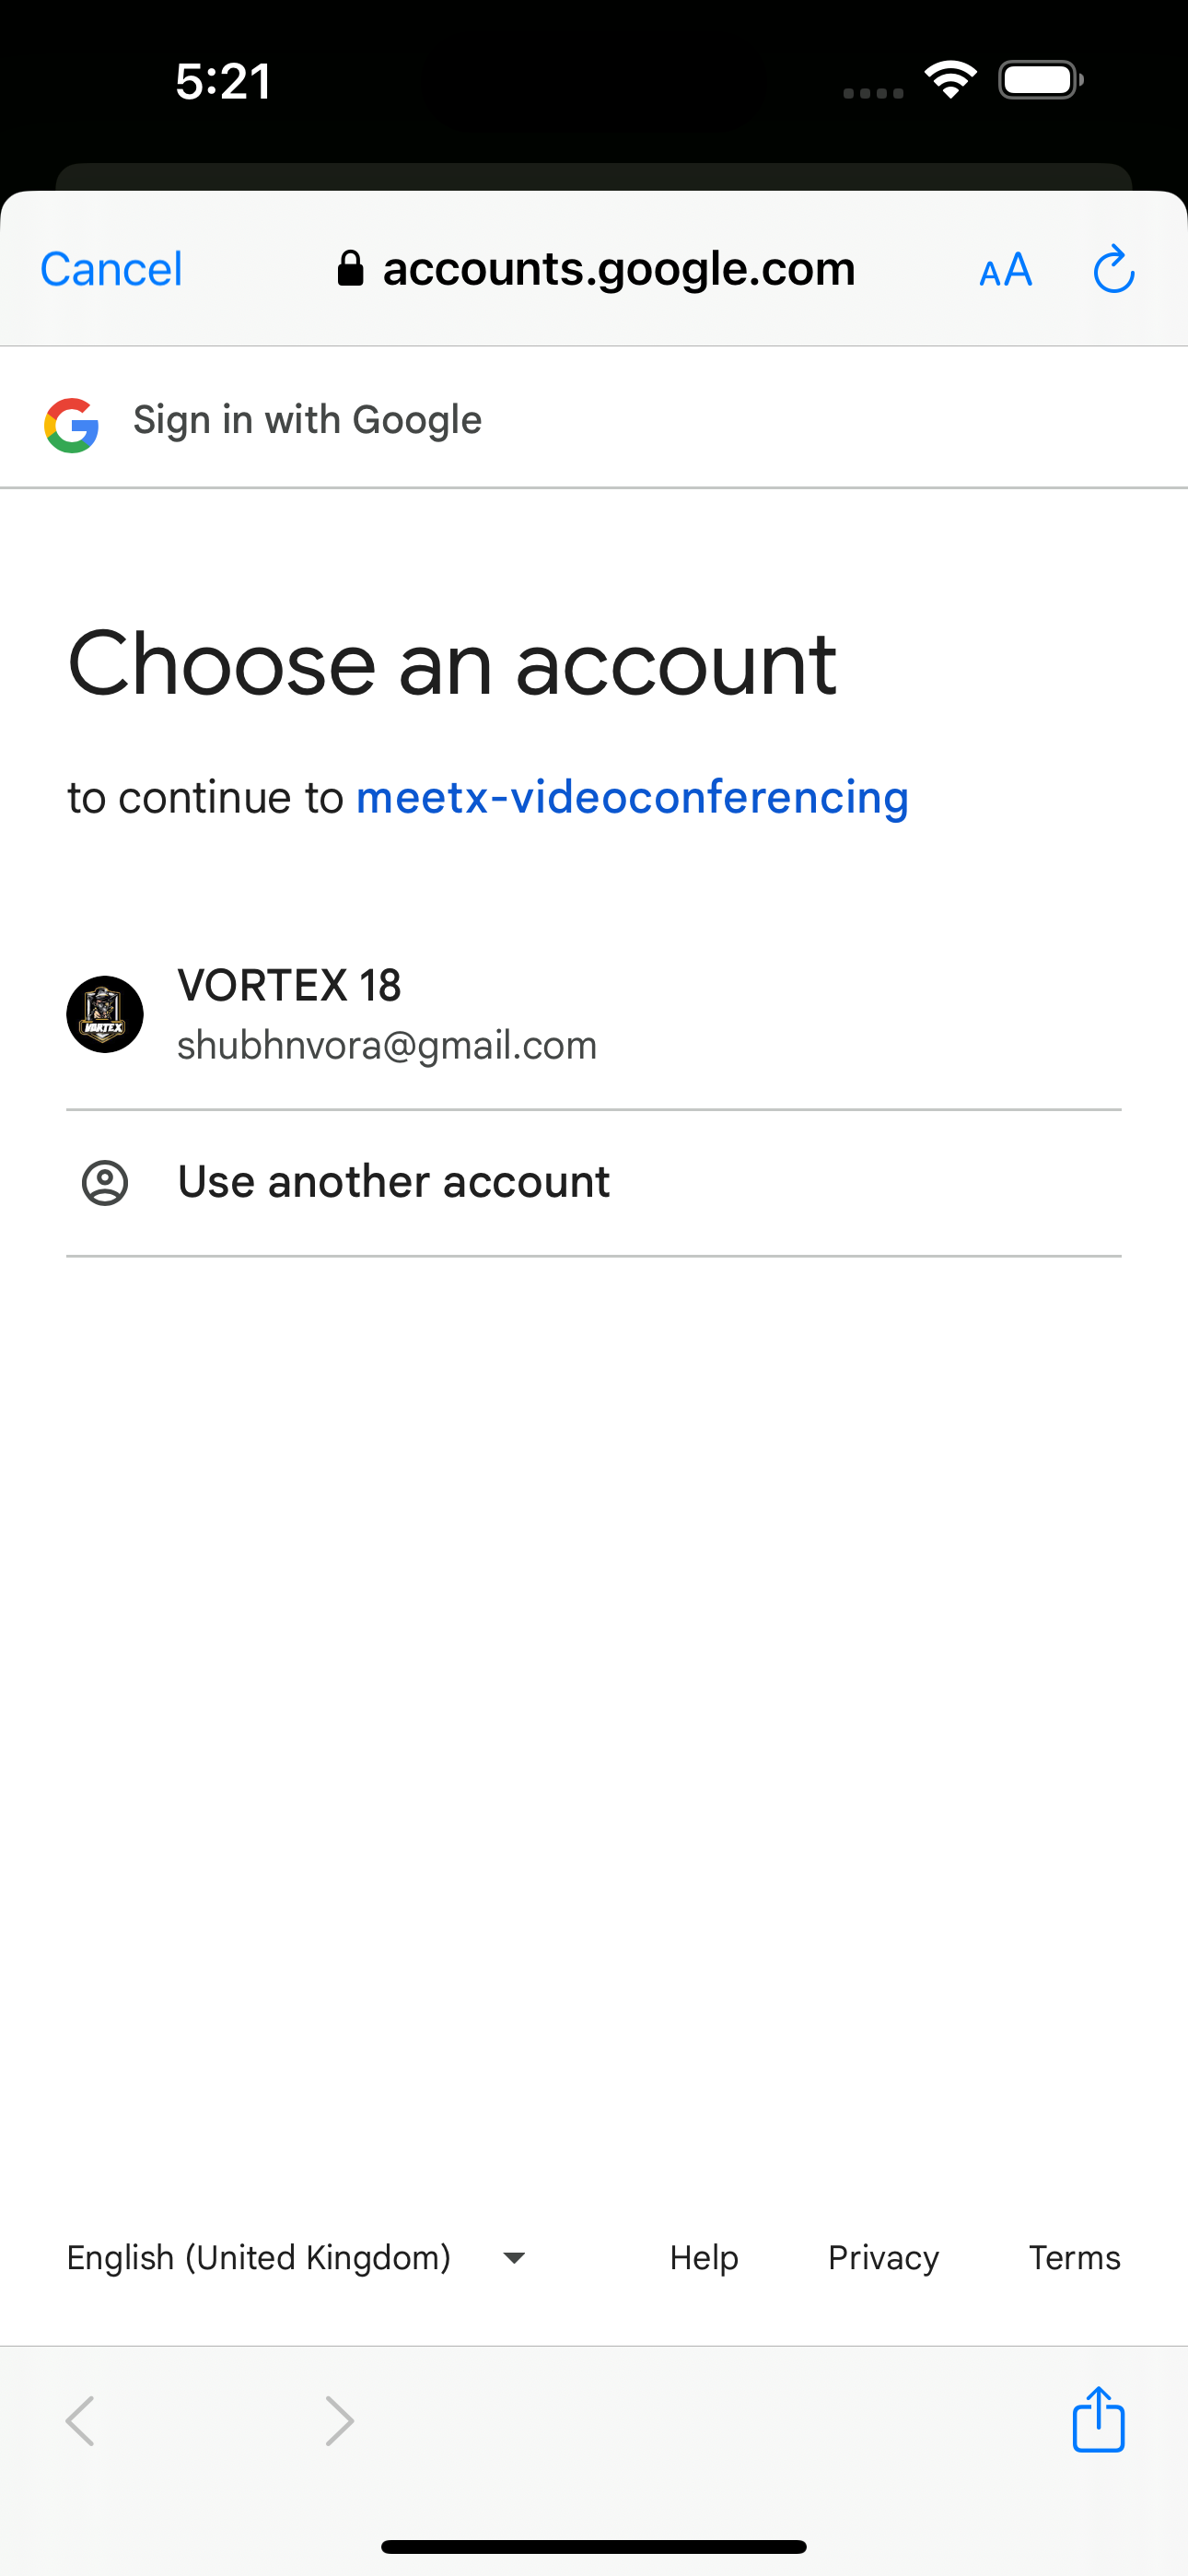 5:21
Cancel
accounts.google.com
AA
Sign in with Google
Choose an account
to continue to meetx-videoconferencing
VORTEX
VORTEX 18
shubhnvora@gmail.com
Use another account
English (United Kingdom)
Help
Privacy
Terms